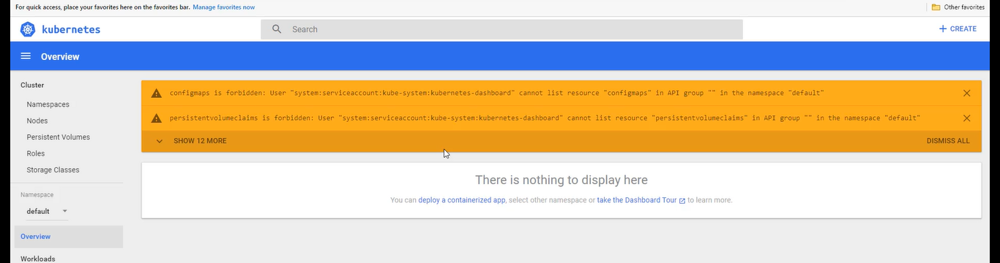 For quick access, place your favorites here on the favorites bar. Manage favorites now
Other favorites
kubernetes
Search
+ CREATE
Overview
Cluster
Namespaces
Nodes
Persistent Volumes
Roles
Storage Classes
Namespace
default
Overview
Workloads
configmaps is forbidden: User "system:serviceaccount:kube-system:kubernetes-dashboard" cannot list resource "configmaps" in API group "" in the namespace "default"
persistentvolumeclaims is forbidden: User "system:serviceaccount:kube-system:kubernetes-dashboard" cannot list resource "persistentvolumeclaims" in API group "" in the namespace "default"
SHOW 12 MORE
DISMISS ALL
There is nothing to display here
You can deploy a containerized app, select other namespace or take the Dashboard Tour to learn more.